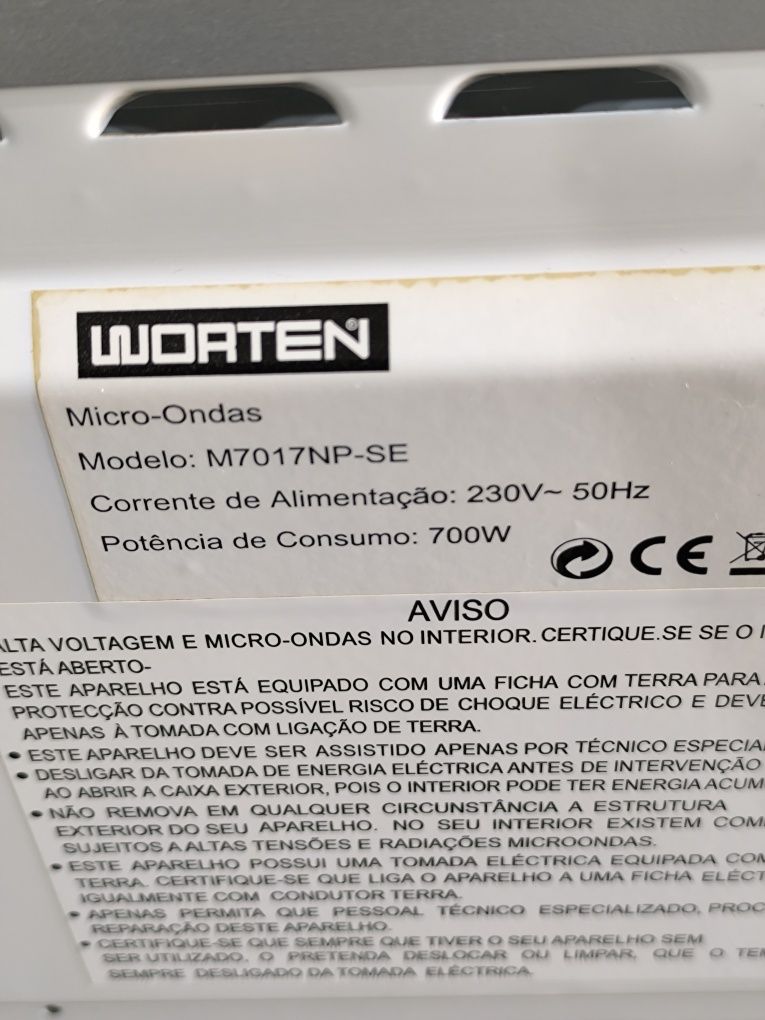 WORTEN®
Micro-Ondas
Modelo: M7017NP-SE
Corrente de Alimentação: 230V~ 50Hz
Potência de Consumo: 700W
CE
AVISO
ALTA VOLTAGEM E MICRO-ONDAS NO INTERIOR. CERTIQUE.SE SE O
ESTÁ ABERTO-
ESTE APARELHO ESTÁ EQUIPADO COM UMA FICHA COM TERRA PARA
PROTECÇÃO CONTRA POSSÍVEL RISCO DE CHOQUE ELÉCTRICO E DEVE
APENAS À TOMADA COM LIGAÇÃO DE TERRA.
• ESTE APARELHO DEVE SER ASSISTIDO APENAS POR TÉCNICO ESPECIA
• DESLIGAR DA TOMADA DE ENERGIA ELÉCTRICA ANTES DE INTERVENÇÃO
AO ABRIR A CAIXA EXTERIOR, POIS O INTERIOR PODE TER ENERGIA ACUM
• NÃO REMOVA EM QUALQUER CIRCUNSTÂNCIA A ESTRUTURA
EXTERIOR DO SEU APARELHO. NO SEU INTERIOR EXISTEM COM
SUJEITOS A ALTAS TENSÕES E RADIAÇÕES MICROONDAS.
• ESTE APARELHO POSSUI UMA TOMADA ELÉCTRICA EQUIPADA COM
TERRA. CERTIFIQUE-SE QUE LIGA O APARELHO A UMA FICHA ELÉCT
IGUALMENTE COM CONDUTOR TERRA.
• APENAS PERMITA QUE PESSOAL TÉCNICO ESPECIALIZADO, PROC
REPARAÇÃO DESTE APARELHO.
• CERTIFIQUE-SE QUE SEMPRE QUE TIVER O SEU APARELHO SEM
SER UTILIZADO, O PRETENDA DESLOCAR OU LIMPAR, QUE O TE
SEMPRE DESLIGADO DA TOMADA ELÉCTRICA.